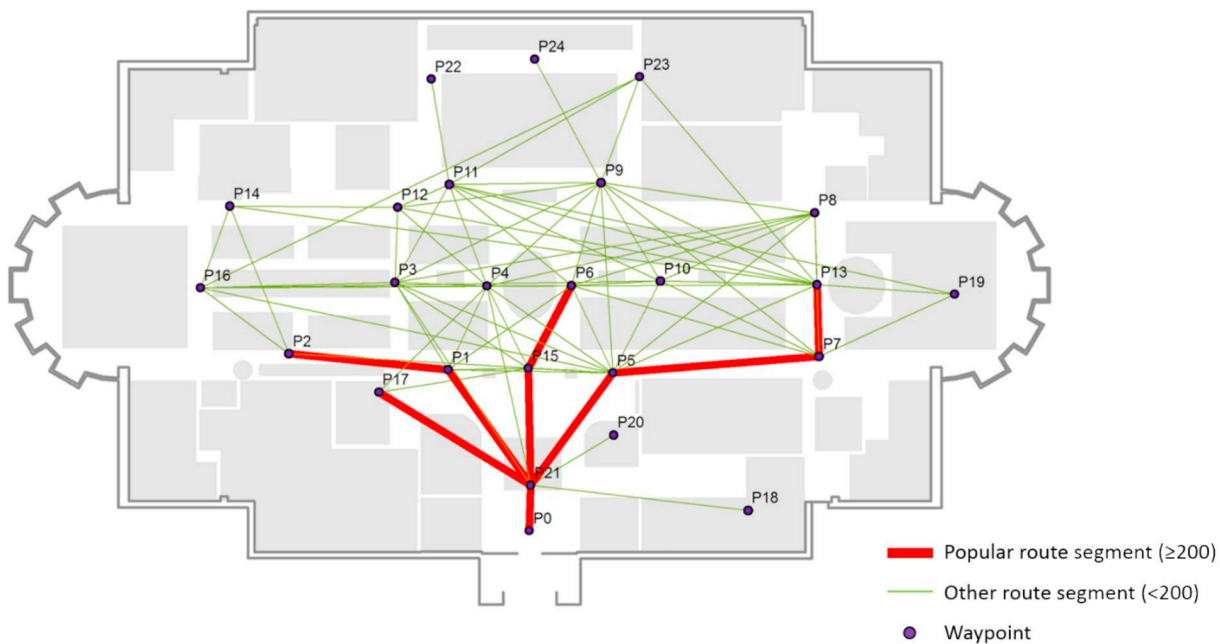 P24
P22
P23
P11
P9
P14
P12
P8
P16
P3
P4
P6
P10
P13
P19
P2
P1
P15
P5
P7
P17
P20
P21
P18
P0
Popular route segment (≥200)
Other route segment (<200)
Waypoint